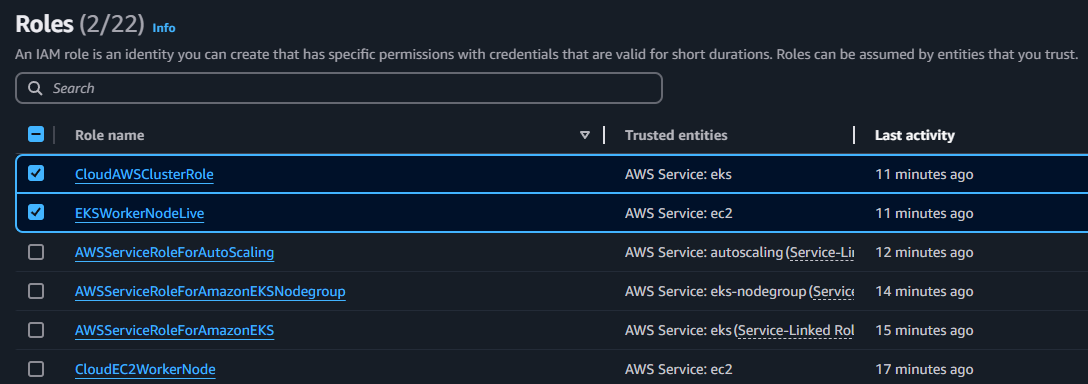 Roles (2/22) Info
An IAM role is an identity you can create that has specific permissions with credentials that are valid for short durations. Roles can be assumed by entities that you trust.
Search
Role name Trusted entities Last activity
CloudAWSClusterRole AWS Service: eks 11 minutes ago
EKSWorkerNodeLive AWS Service: ec2 11 minutes ago
AWSServiceRoleForAutoScaling AWS Service: autoscaling (Service-Li 12 minutes ago
AWSServiceRoleForAmazonEKSNodegroup AWS Service: eks-nodegroup (Service 14 minutes ago
AWSServiceRoleForAmazonEKS AWS Service: eks (Service-Linked Rol 15 minutes ago
CloudEC2WorkerNode AWS Service: ec2 17 minutes ago